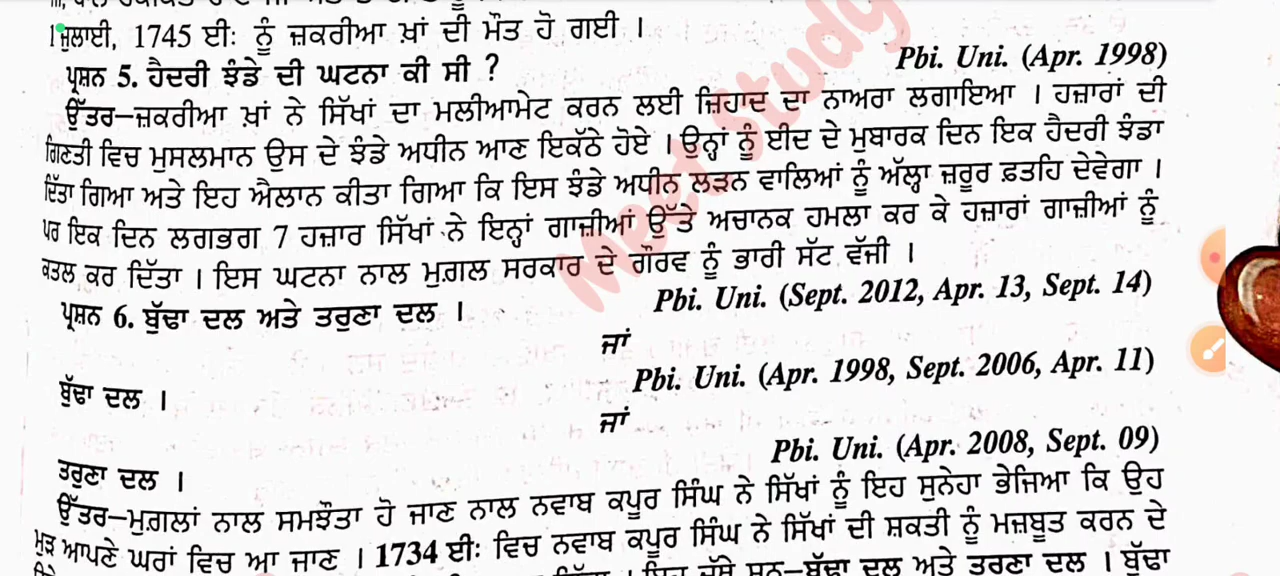 1 ਜੁਲਾਈ, 1745 ਈ: ਨੂੰ ਜ਼ਕਰੀਆ ਖ਼ਾਂ ਦੀ ਮੌਤ ਹੋ ਗਈ ।
Pbi. Uni. (Apr. 1998)
ਪ੍ਰਸ਼ਨ 5. ਹੈਦਰੀ ਝੰਡੇ ਦੀ ਘਟਨਾ ਕੀ ਸੀ ?
ਉੱਤਰ–ਜ਼ਕਰੀਆ ਖ਼ਾਂ ਨੇ ਸਿੱਖਾਂ ਦਾ ਮਲੀਆਮੇਟ ਕਰਨ ਲਈ ਜ਼ਿਹਾਦ ਦਾ ਨਾਅਰਾ ਲਗਾਇਆ । ਹਜ਼ਾਰਾਂ ਦੀ
ਗਿਣਤੀ ਵਿਚ ਮੁਸਲਮਾਨ ਉਸ ਦੇ ਝੰਡੇ ਅਧੀਨ ਆਣ ਇਕੱਠੇ ਹੋਏ । ਉਨ੍ਹਾਂ ਨੂੰ ਈਦ ਦੇ ਮੁਬਾਰਕ ਦਿਨ ਇਕ ਹੈਦਰੀ ਝੰਡਾ
ਦਿੱਤਾ ਗਿਆ ਅਤੇ ਇਹ ਐਲਾਨ ਕੀਤਾ ਗਿਆ ਕਿ ਇਸ ਝੰਡੇ ਅਧੀਨ ਲੜਨ ਵਾਲਿਆਂ ਨੂੰ ਅੱਲ੍ਹਾ ਜ਼ਰੂਰ ਫ਼ਤਹਿ ਦੇਵੇਗਾ ।
ਪਰ ਇਕ ਦਿਨ ਲਗਭਗ 7 ਹਜ਼ਾਰ ਸਿੱਖਾਂ ਨੇ ਇਨ੍ਹਾਂ ਗਾਜ਼ੀਆਂ ਉੱਤੇ ਅਚਾਨਕ ਹਮਲਾ ਕਰ ਕੇ ਹਜ਼ਾਰਾਂ ਗਾਜ਼ੀਆਂ ਨੂੰ
ਕਤਲ ਕਰ ਦਿੱਤਾ । ਇਸ ਘਟਨਾ ਨਾਲ ਮੁਗ਼ਲ ਸਰਕਾਰ ਦੇ ਗੌਰਵ ਨੂੰ ਭਾਰੀ ਸੱਟ ਵੱਜੀ ।
ਪ੍ਰਸ਼ਨ 6. ਬੁੱਢਾ ਦਲ ਅਤੇ ਤਰੁਣਾ ਦਲ ।
Pbi. Uni. (Sept. 2012, Apr. 13, Sept. 14)
ਜਾਂ
Pbi. Uni. (Apr. 1998, Sept. 2006, Apr. 11)
ਬੁੱਢਾ ਦਲ ।
ਜਾਂ
Pbi. Uni. (Apr. 2008, Sept. 09)
ਤਰੁਣਾ ਦਲ ।
ਉੱਤਰ–ਮੁਗ਼ਲਾਂ ਨਾਲ ਸਮਝੌਤਾ ਹੋ ਜਾਣ ਨਾਲ ਨਵਾਬ ਕਪੂਰ ਸਿੰਘ ਨੇ ਸਿੱਖਾਂ ਨੂੰ ਇਹ ਸੁਨੇਹਾ ਭੇਜਿਆ ਕਿ ਉਹ
ਮੁੜ ਆਪਣੇ ਘਰਾਂ ਵਿਚ ਆ ਜਾਣ । 1734 ਈ: ਵਿਚ ਨਵਾਬ ਕਪੂਰ ਸਿੰਘ ਨੇ ਸਿੱਖਾਂ ਦੀ ਸ਼ਕਤੀ ਨੂੰ ਮਜ਼ਬੂਤ ਕਰਨ ਦੇ
ਬੁੱਢਾ ਦਲ ਅਤੇ ਤਰੁਣਾ ਦਲ । ਬੁੱਢਾ
Meet Study